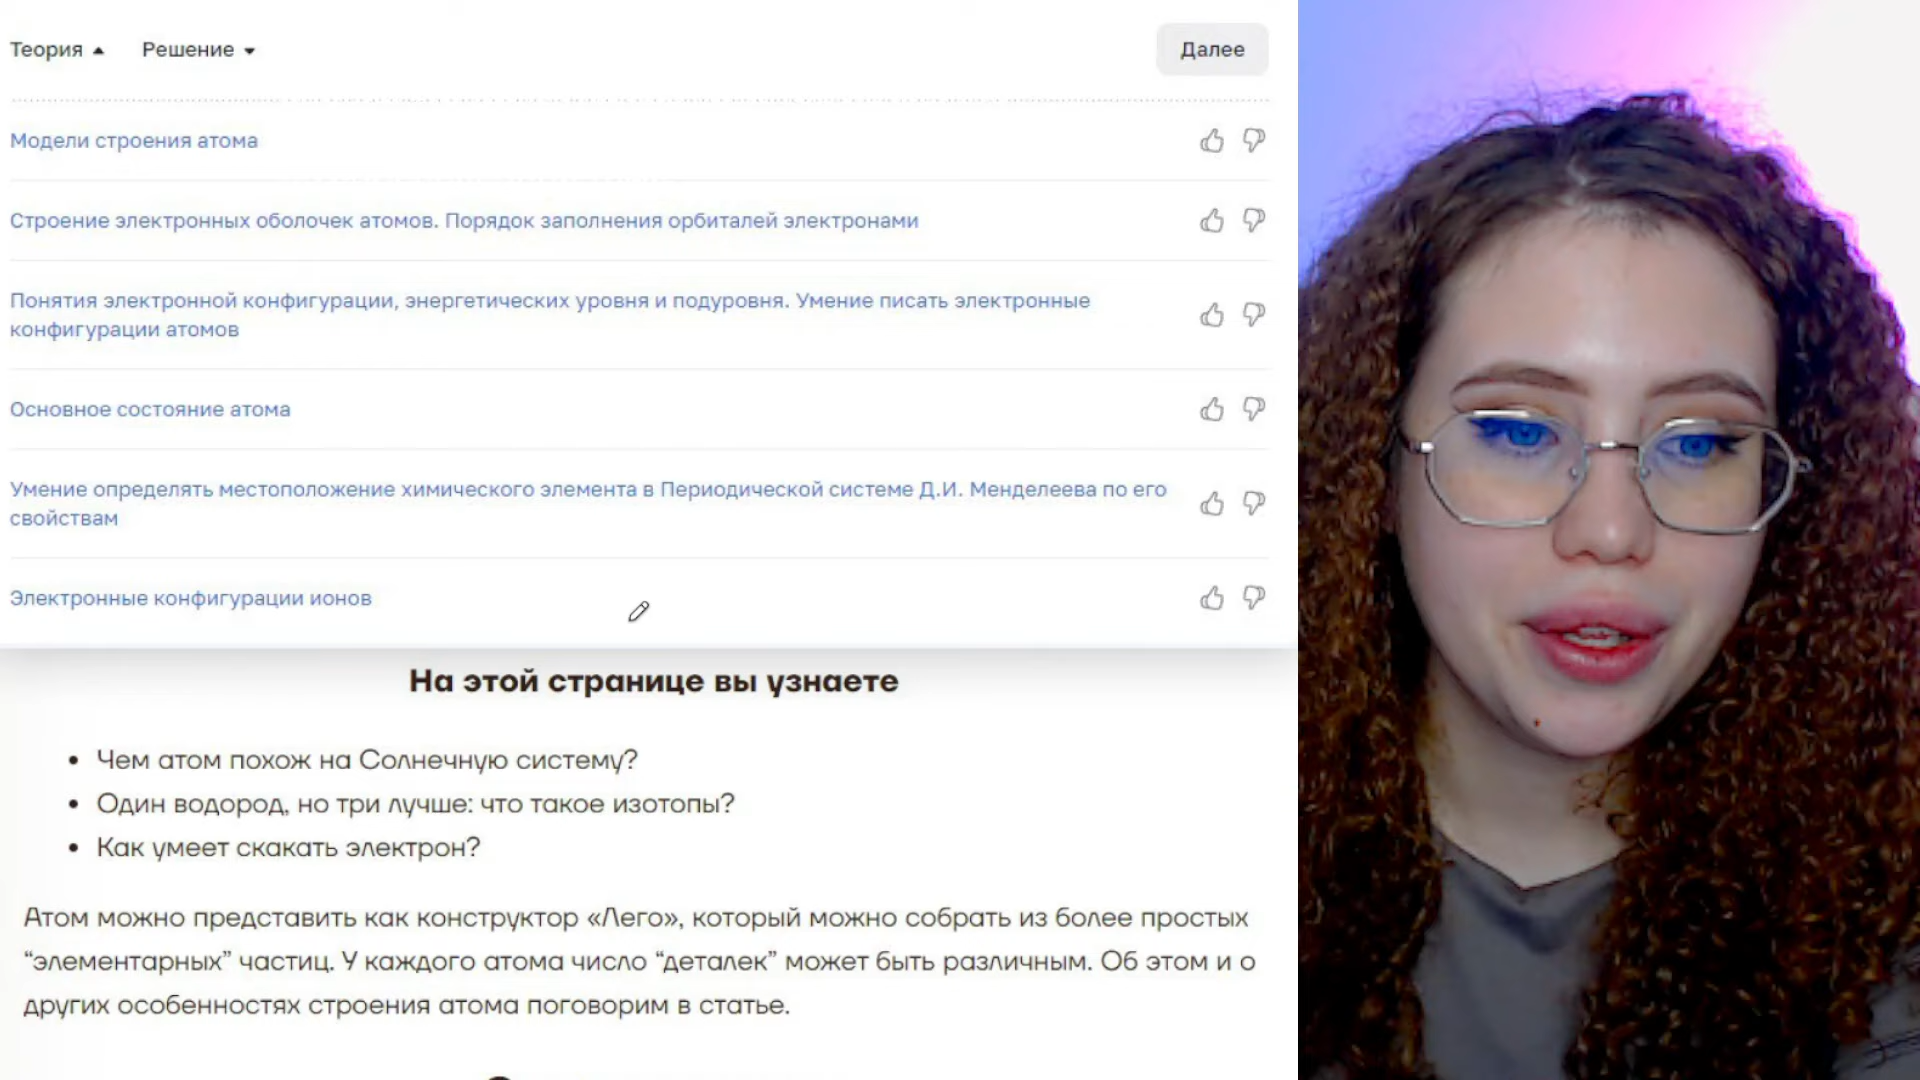 Теория
Решение
Далее
Модели строения атома
Строение электронных оболочек атомов. Порядок заполнения орбиталей электронами
Понятия электронной конфигурации, энергетических уровня и подуровня. Умение писать электронные
конфигурации атомов
Основное состояние атома
Умение определять местоположение химического элемента в Периодической системе Д.И. Менделеева по его
свойствам
Электронные конфигурации ионов
На этой странице вы узнаете
• Чем атом похож на Солнечную систему?
• Один водород, но три лучше: что такое изотопы?
• Как умеет скакать электрон?
Атом можно представить как конструктор «Лего», который можно собрать из более простых
“элементарных” частиц. У каждого атома число “деталек” может быть различным. Об этом и о
других особенностях строения атома поговорим в статье.